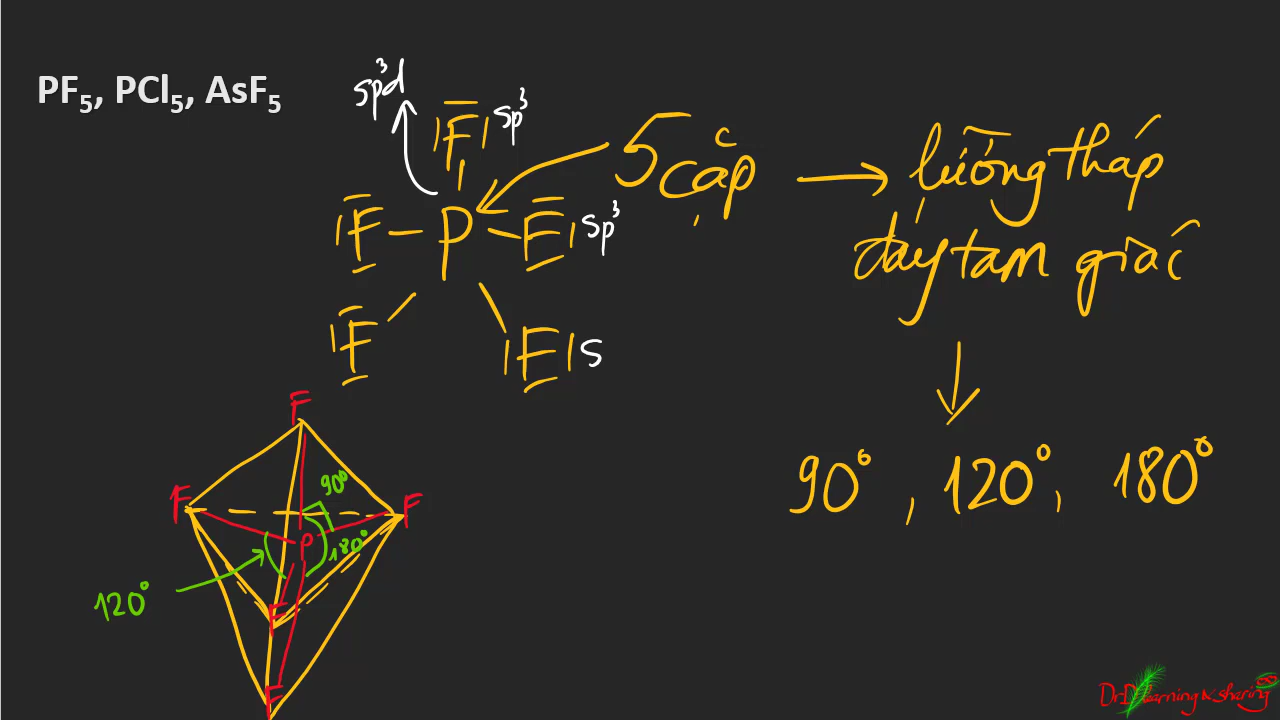 PF₅, PCl₅, AsF₅
sp³d
|F| sp³
5 cặp → lưỡng tháp
đáy tam giác
|F – P – F| sp³
|F |F| s
90°, 120°, 180°
F
F F
90°
P
180°
120°
F
F
Dr.D learning & sharing